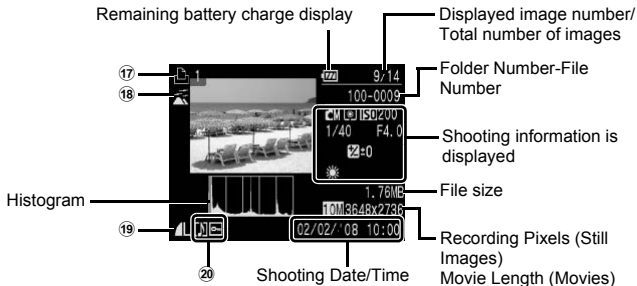 Remaining battery charge display
Displayed image number/
Total number of images
⑰ 1 9/14
⑱ 100-0009
Folder Number-File
Number
M ISO 200
1/40 F4.0
±0
Shooting information is
displayed
Histogram
1.76MB
File size
10M 3648x2736
⑲ L 02/02/'08 10:00
Recording Pixels (Still
Images)
Movie Length (Movies)
⑳
Shooting Date/Time